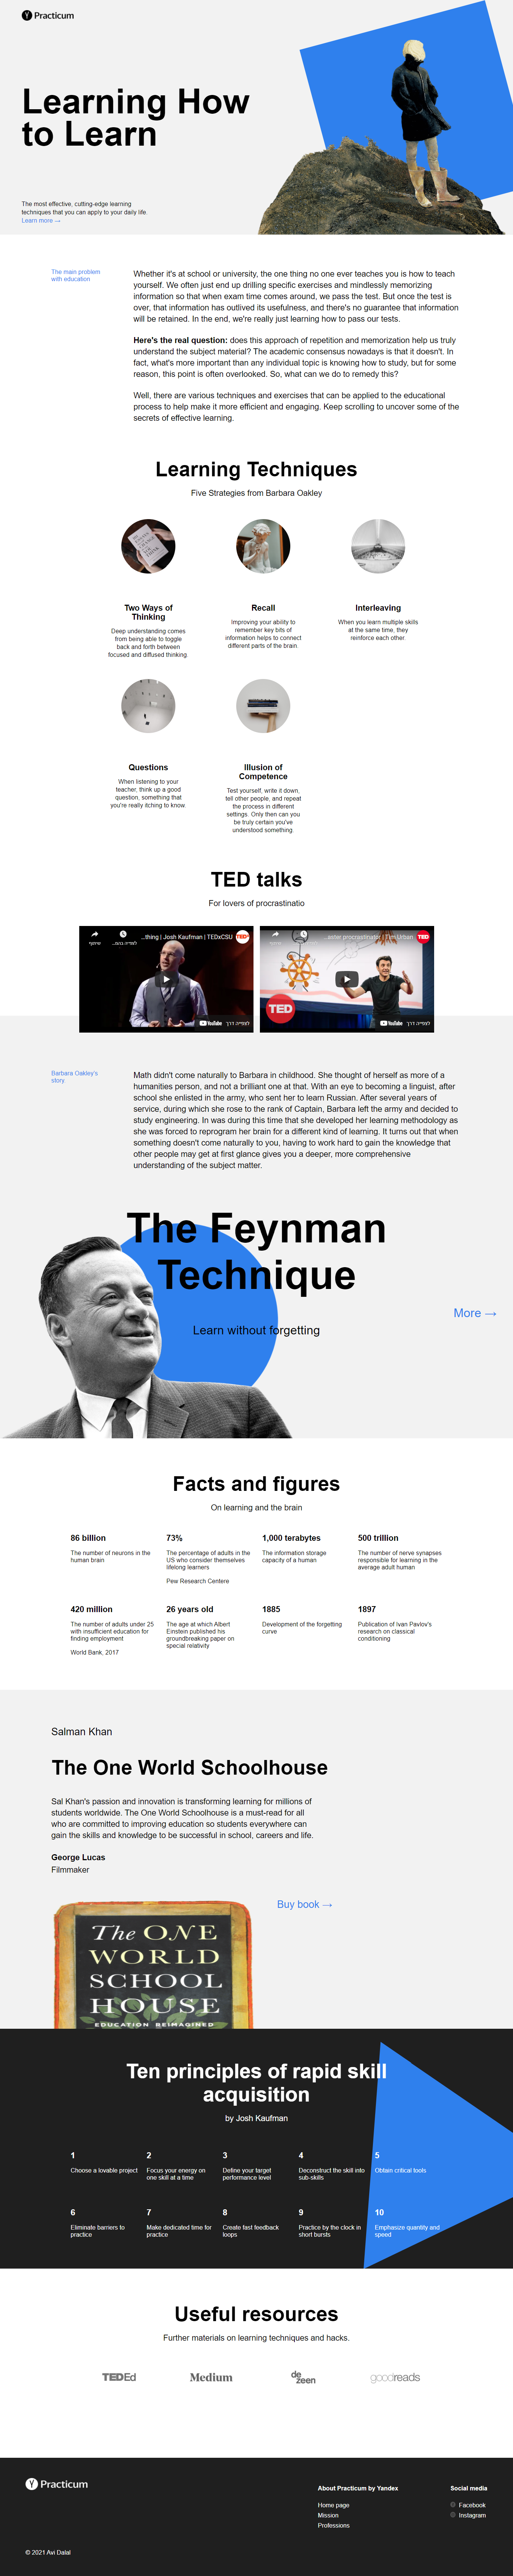 Practicum
Learning How
to Learn
The most effective, cutting-edge learning
techniques that you can apply to your daily life.
Learn more →
The main problem
with education
Whether it's at school or university, the one thing no one ever teaches you is how to teach
yourself. We often just end up drilling specific exercises and mindlessly memorizing
information so that when exam time comes around, we pass the test. But once the test is
over, that information has outlived its usefulness, and there's no guarantee that information
will be retained. In the end, we're really just learning how to pass our tests.
Here's the real question: does this approach of repetition and memorization help us truly
understand the subject material? The academic consensus nowadays is that it doesn't. In
fact, what's more important than any individual topic is knowing how to study, but for some
reason, this point is often overlooked. So, what can we do to remedy this?
Well, there are various techniques and exercises that can be applied to the educational
process to help make it more efficient and engaging. Keep scrolling to uncover some of the
secrets of effective learning.
Learning Techniques
Five Strategies from Barbara Oakley
Two Ways of
Thinking
Deep understanding comes
from being able to toggle
back and forth between
focused and diffused thinking.
Recall
Improving your ability to
remember key bits of
information helps to connect
different parts of the brain.
Interleaving
When you learn multiple skills
at the same time, they
reinforce each other.
Questions
When listening to your
teacher, think up a good
question, something that
you're really itching to know.
Illusion of
Competence
Test yourself, write it down,
tell other people, and repeat
the process in different
settings. Only then can you
be truly certain you've
understood something.
TED talks
For lovers of procrastinatio
...thing | Josh Kaufman | TEDxCSU
TED
שיתוף
לצפייה בהמ...
לצפייה דרך YouTube
...aster procrastinator | Tim Urban
TED
שיתוף
TED
לצפייה דרך YouTube
Barbara Oakley's
story.
Math didn't come naturally to Barbara in childhood. She thought of herself as more of a
humanities person, and not a brilliant one at that. With an eye to becoming a linguist, after
school she enlisted in the army, who sent her to learn Russian. After several years of
service, during which she rose to the rank of Captain, Barbara left the army and decided to
study engineering. In was during this time that she developed her learning methodology as
she was forced to reprogram her brain for a different kind of learning. It turns out that when
something doesn't come naturally to you, having to work hard to gain the knowledge that
other people may get at first glance gives you a deeper, more comprehensive
understanding of the subject matter.
The Feynman
Technique
More →
Learn without forgetting
Facts and figures
On learning and the brain
86 billion
The number of neurons in the
human brain
73%
The percentage of adults in the
US who consider themselves
lifelong learners
Pew Research Centere
1,000 terabytes
The information storage
capacity of a human
500 trillion
The number of nerve synapses
responsible for learning in the
average adult human
420 million
The number of adults under 25
with insufficient education for
finding employment
World Bank, 2017
26 years old
The age at which Albert
Einstein published his
groundbreaking paper on
special relativity
1885
Development of the forgetting
curve
1897
Publication of Ivan Pavlov's
research on classical
conditioning
Salman Khan
The One World Schoolhouse
Sal Khan's passion and innovation is transforming learning for millions of
students worldwide. The One World Schoolhouse is a must-read for all
who are committed to improving education so students everywhere can
gain the skills and knowledge to be successful in school, careers and life.
George Lucas
Filmmaker
Buy book →
The ONE
WORLD
SCHOOL
HOUSE
EDUCATION REIMAGINED
Ten principles of rapid skill
acquisition
by Josh Kaufman
1
Choose a lovable project
2
Focus your energy on
one skill at a time
3
Define your target
performance level
4
Deconstruct the skill into
sub-skills
5
Obtain critical tools
6
Eliminate barriers to
practice
7
Make dedicated time for
practice
8
Create fast feedback
loops
9
Practice by the clock in
short bursts
10
Emphasize quantity and
speed
Useful resources
Further materials on learning techniques and hacks.
TEDEd
Medium
de
zeen
goodreads
Practicum
About Practicum by Yandex
Home page
Mission
Professions
Social media
Facebook
Instagram
© 2021 Avi Dalal